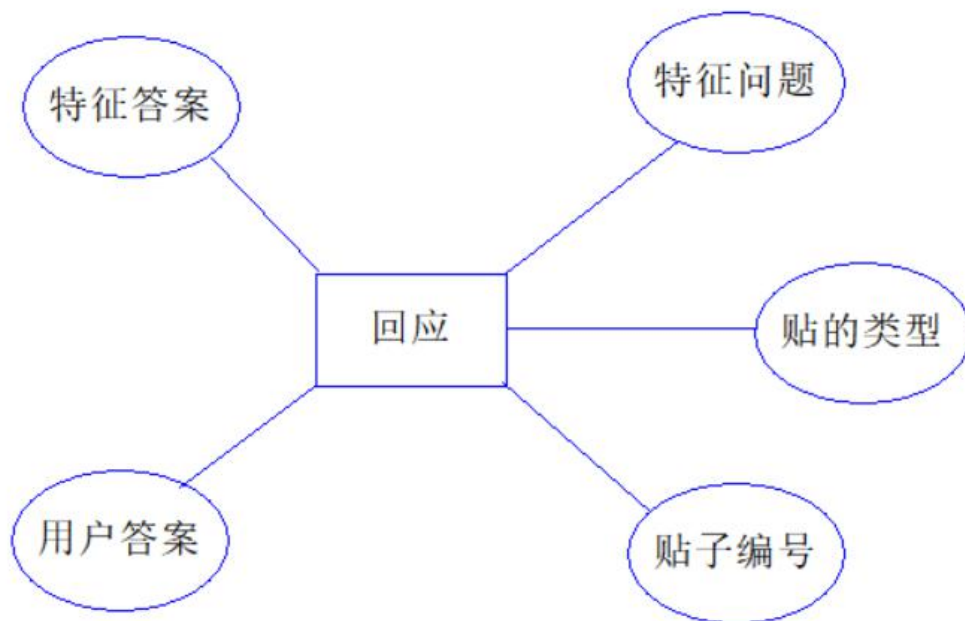 特征答案
特征问题
回应
贴的类型
用户答案
贴子编号